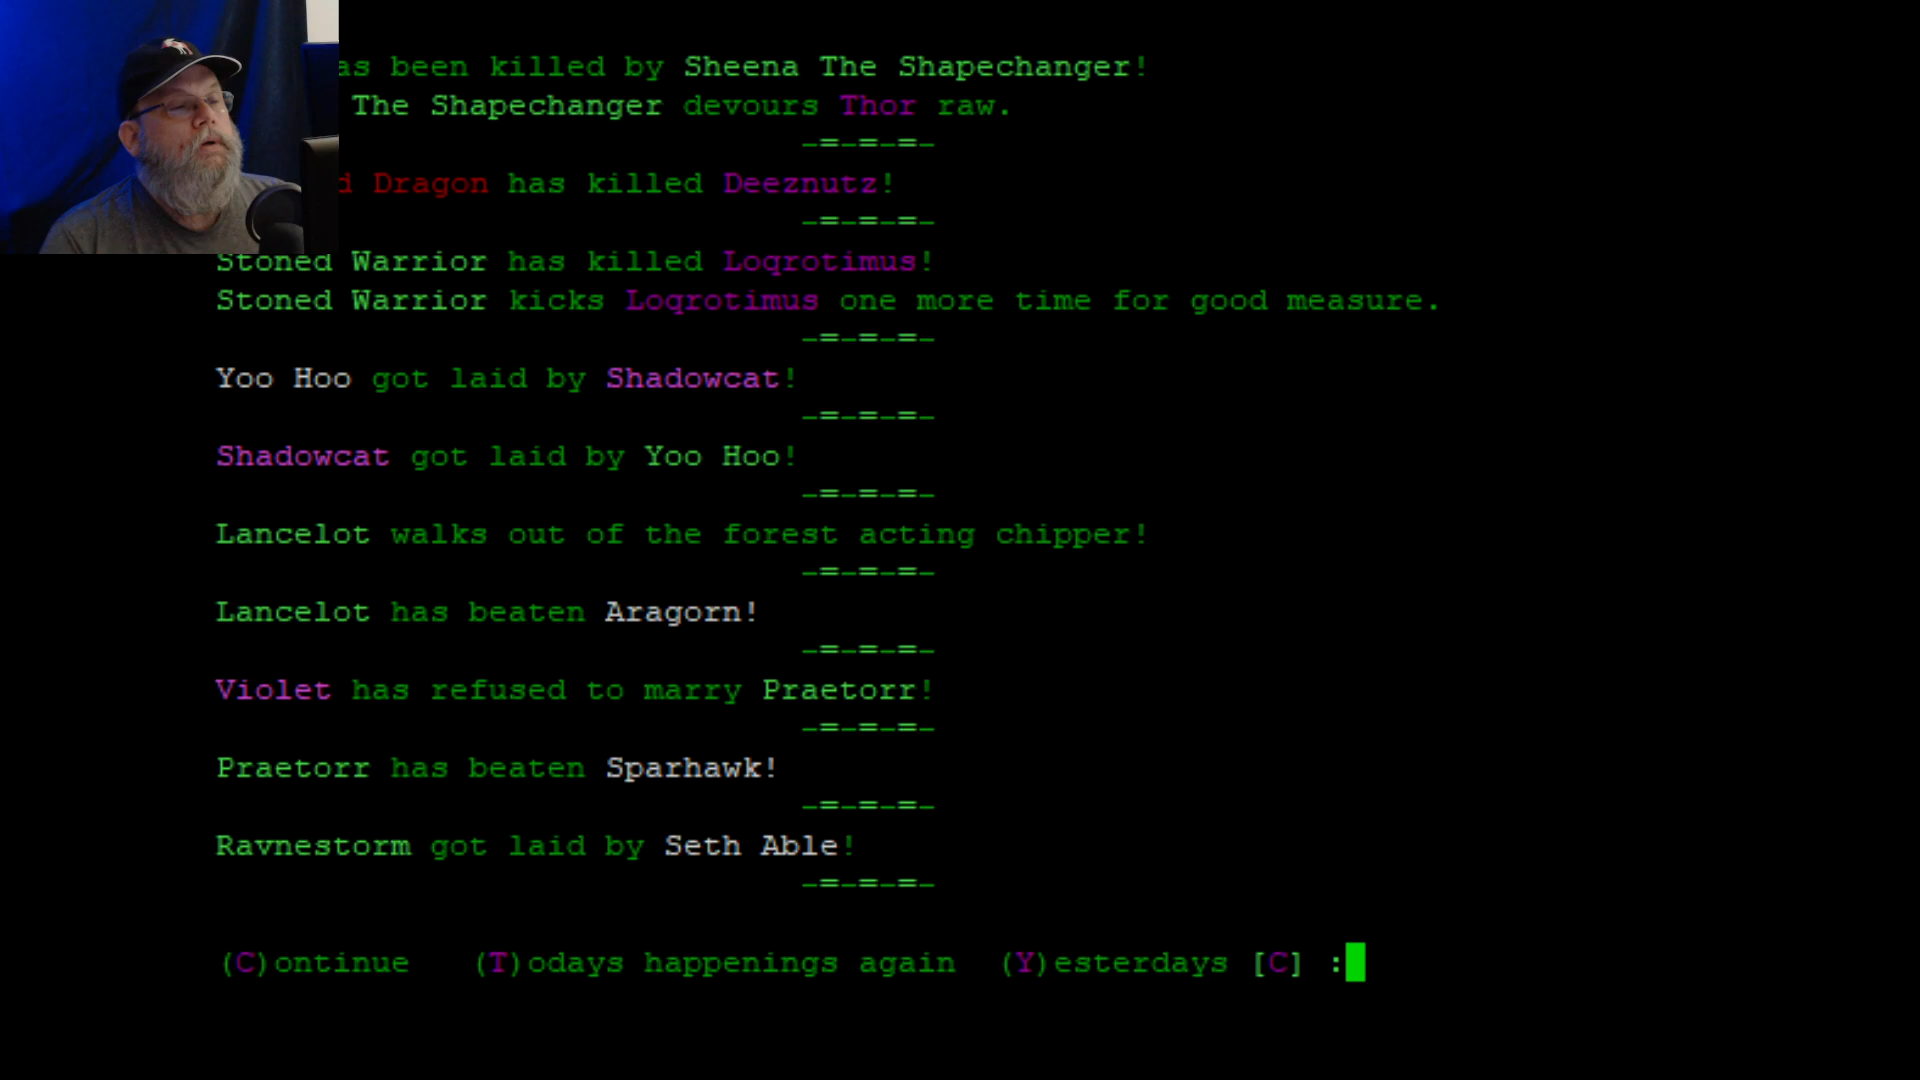 as been killed by Sheena The Shapechanger!
The Shapechanger devours Thor raw.
-=-=-=-
d Dragon has killed Deeznutz!
-=-=-=-
Stoned Warrior has killed Loqrotimus!
Stoned Warrior kicks Loqrotimus one more time for good measure.
-=-=-=-
Yoo Hoo got laid by Shadowcat!
-=-=-=-
Shadowcat got laid by Yoo Hoo!
-=-=-=-
Lancelot walks out of the forest acting chipper!
-=-=-=-
Lancelot has beaten Aragorn!
-=-=-=-
Violet has refused to marry Praetorr!
-=-=-=-
Praetorr has beaten Sparhawk!
-=-=-=-
Ravnestorm got laid by Seth Able!
-=-=-=-
(C)ontinue (T)odays happenings again (Y)esterdays [C] :